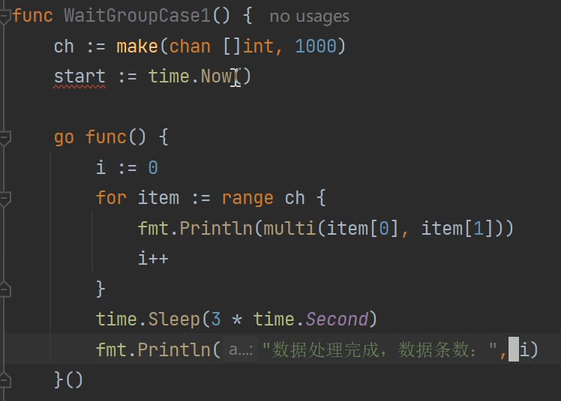 func WaitGroupCase1() { no usages
ch := make(chan []int, 1000)
start := time.Now()
go func() {
i := 0
for item := range ch {
fmt.Println(multi(item[0], item[1]))
i++
}
time.Sleep(3 * time.Second)
fmt.Println( a…: "数据处理完成，数据条数：", i)
}()